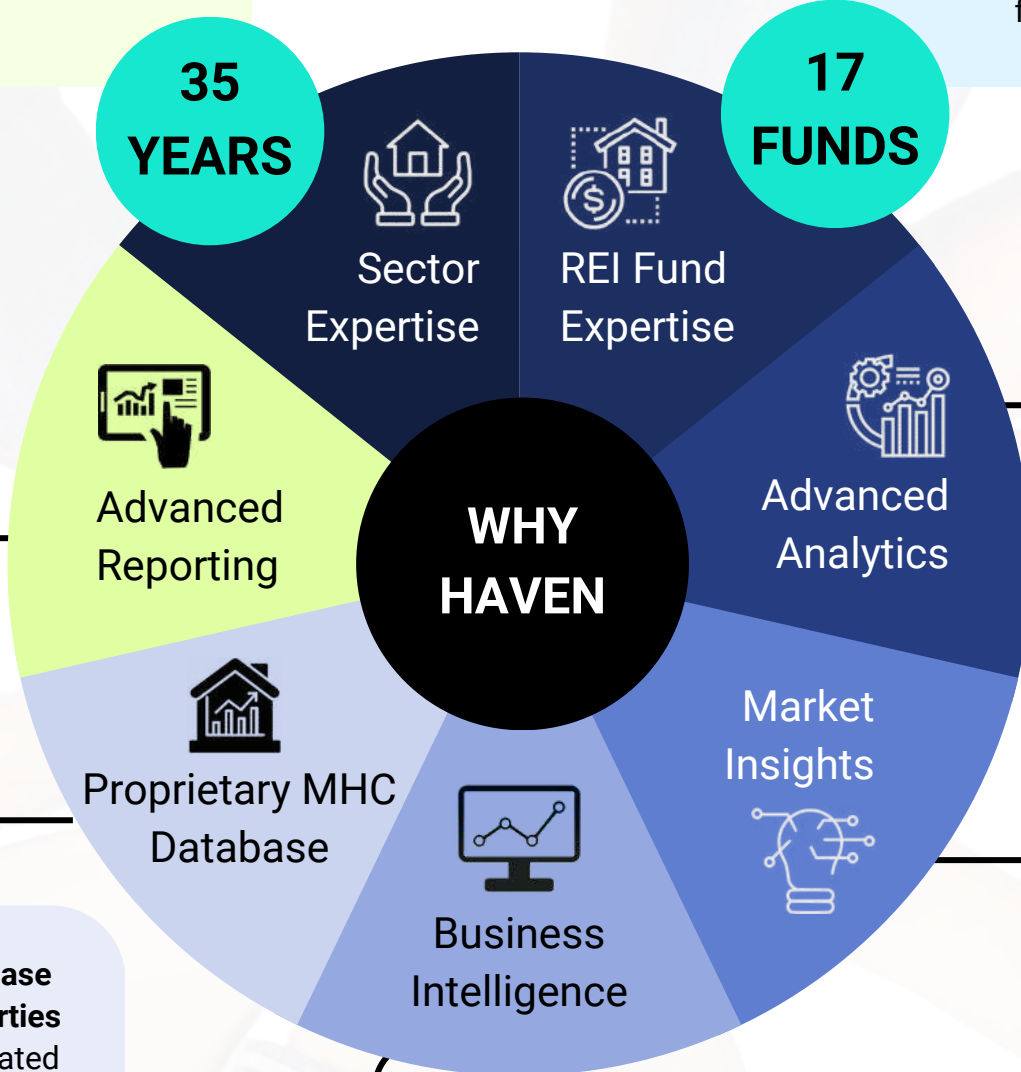 35
YEARS
17
FUNDS
Sector
Expertise
REI Fund
Expertise
Advanced
Reporting
Advanced
Analytics
WHY
HAVEN
Market
Insights
Proprietary MHC
Database
Business
Intelligence